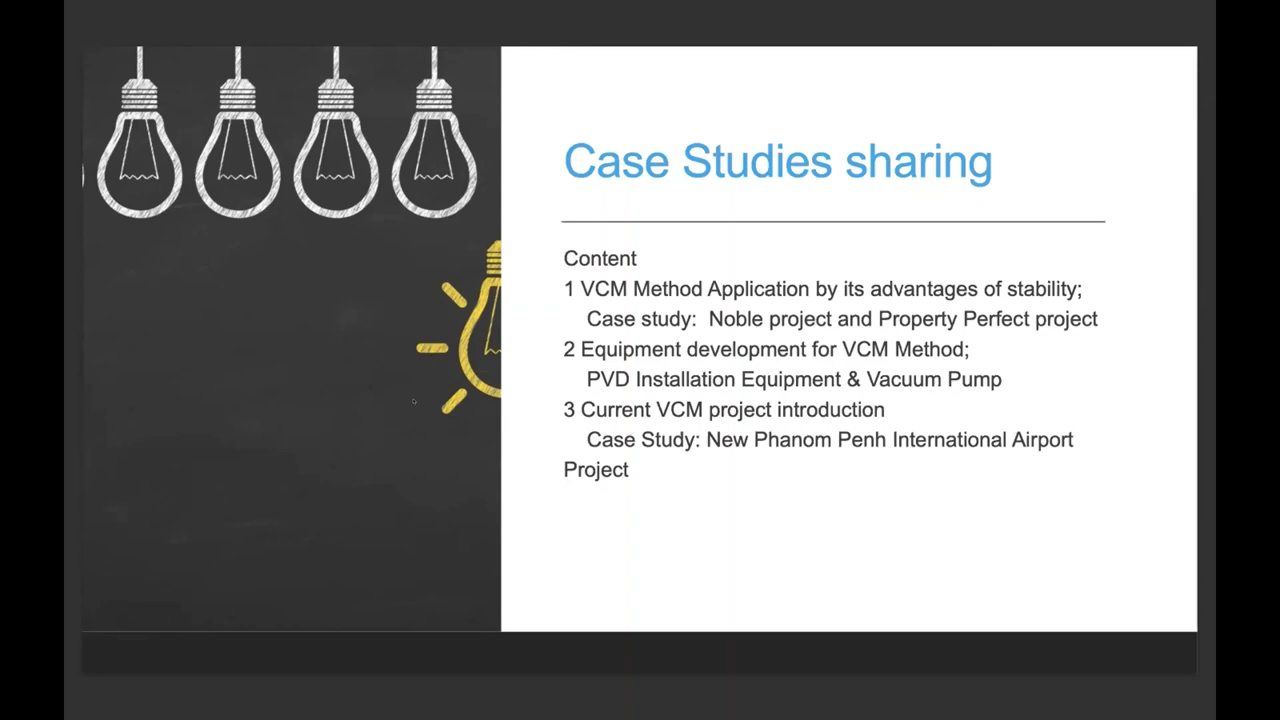 Case Studies sharing
Content
1 VCM Method Application by its advantages of stability;
Case study: Noble project and Property Perfect project
2 Equipment development for VCM Method;
PVD Installation Equipment & Vacuum Pump
3 Current VCM project introduction
Case Study: New Phanom Penh International Airport
Project